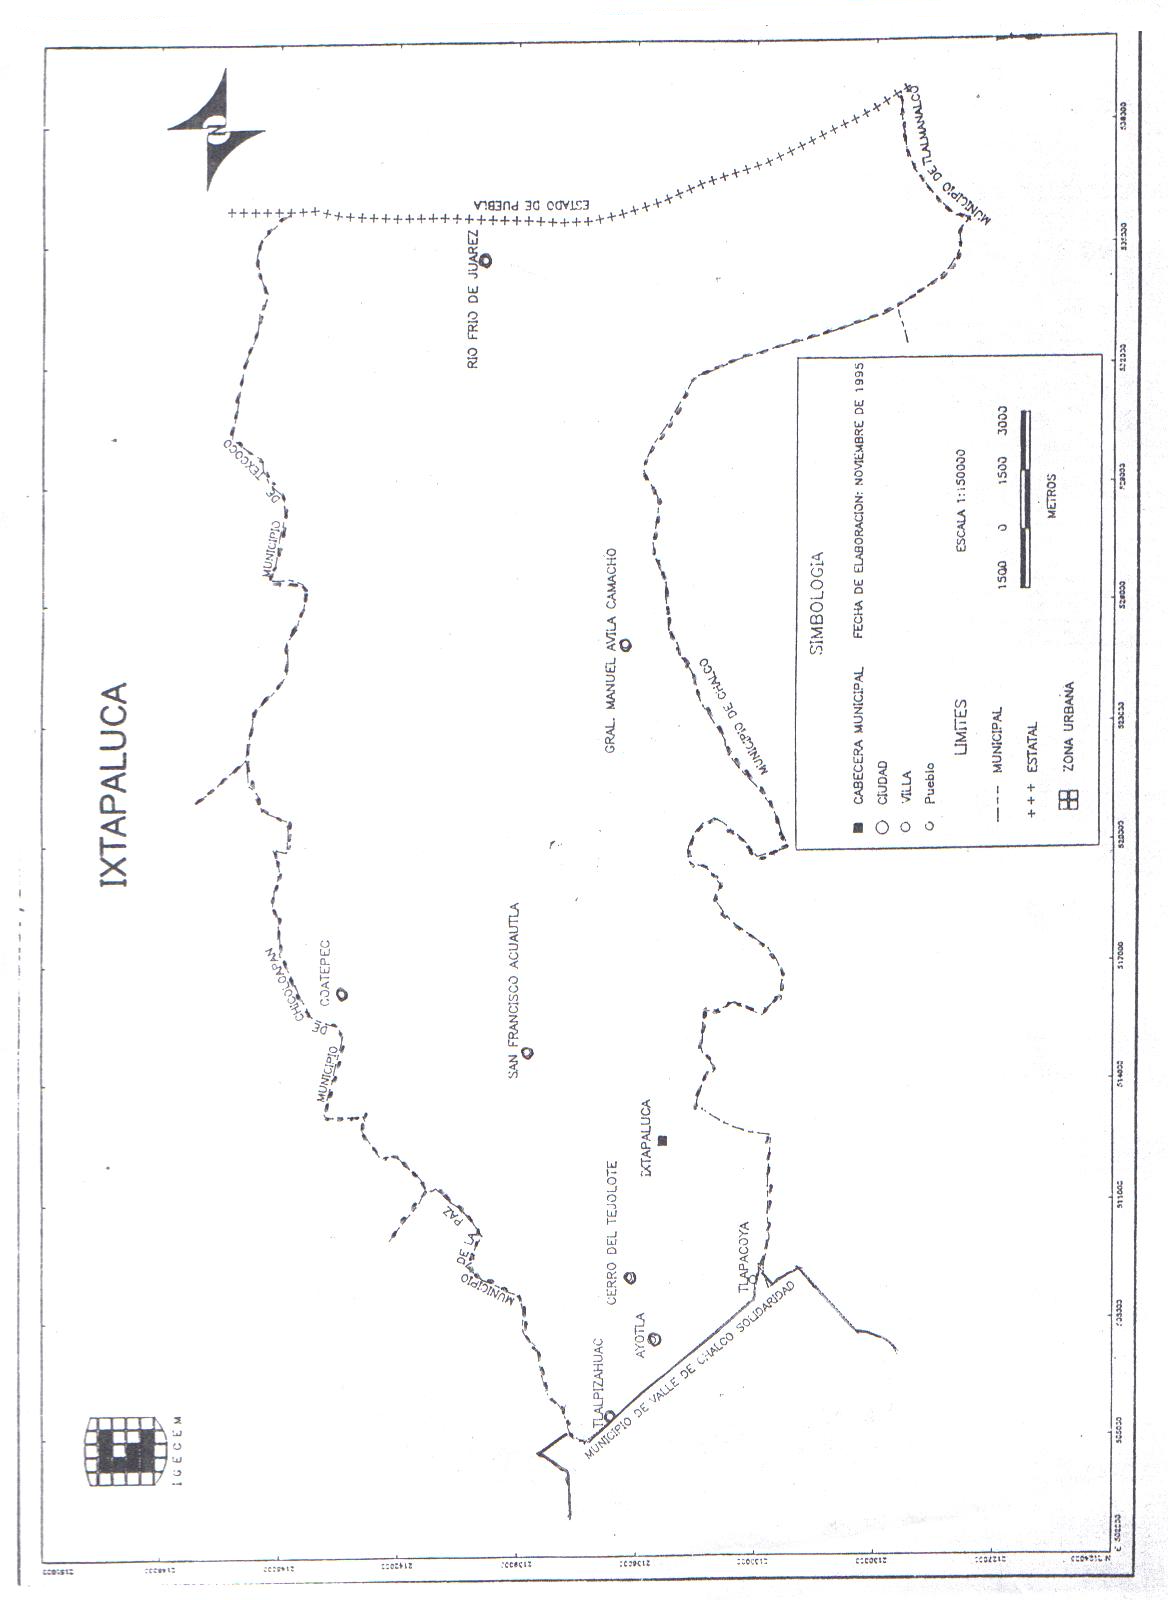 IXTAPALUCA
IGECEM
N
ESTADO DE PUEBLA
RIO FRIO DE JUAREZ
MUNICIPIO DE TLALMANALCO
MUNICIPIO DE TEXCOCO
GRAL. MANUEL AVILA CAMACHO
MUNICIPIO DE CHALCO
MUNICIPIO DE CHICOLOAPAN
COATEPEC
SAN FRANCISCO ACUAUTLA
IXTAPALUCA
MUNICIPIO DE LA PAZ
CERRO DEL TEJOLOTE
AYOTLA
TLALPIZAHUAC
TLAPACOYA
MUNICIPIO DE VALLE DE CHALCO SOLIDARIDAD
SIMBOLOGIA
CABECERA MUNICIPAL FECHA DE ELABORACION: NOVIEMBRE DE 1995
CIUDAD
VILLA
Pueblo
LIMITES
MUNICIPAL
ESTATAL
ZONA URBANA
ESCALA 1:150000
1500 0 1500 3000
METROS